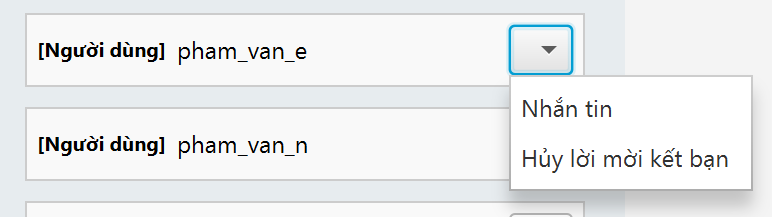 [Người dùng] pham_van_e
Nhắn tin
[Người dùng] pham_van_n
Hủy lời mời kết bạn